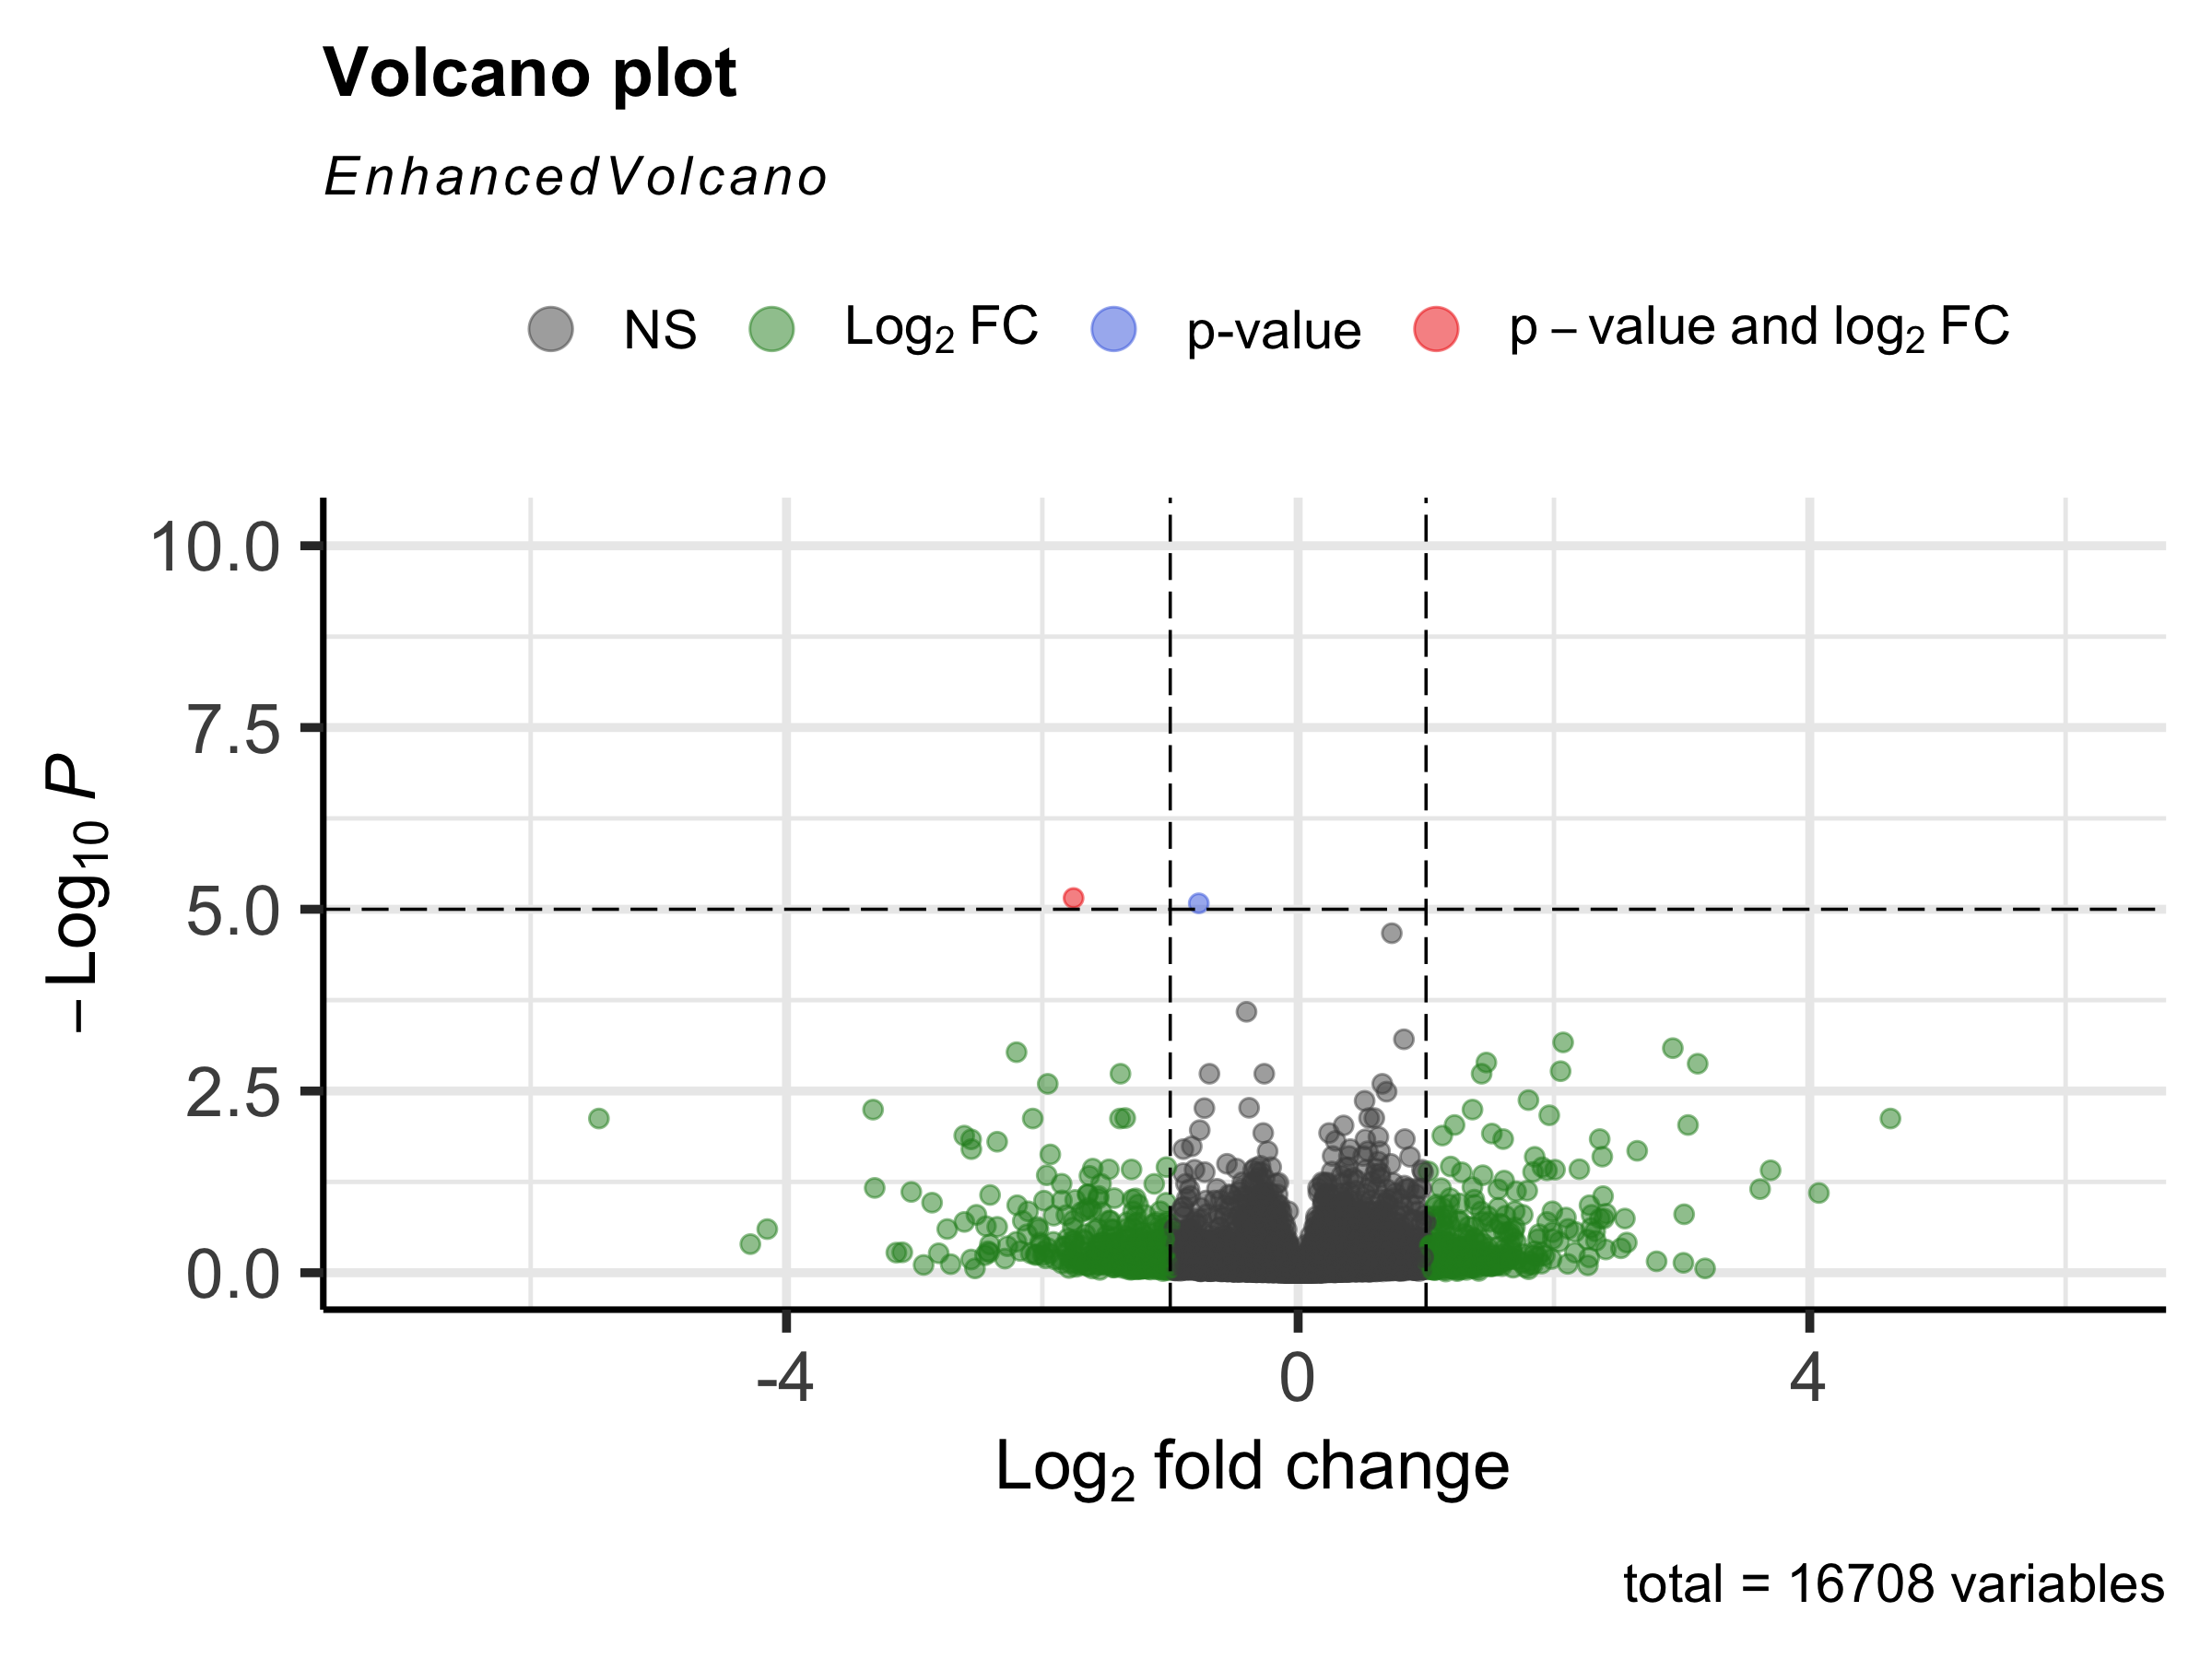 Volcano plot
EnhancedVolcano
NS Log₂ FC p-value p – value and log₂ FC
10.0
7.5
5.0
2.5
0.0
– Log₁₀ P
-4 0 4
Log₂ fold change
total = 16708 variables